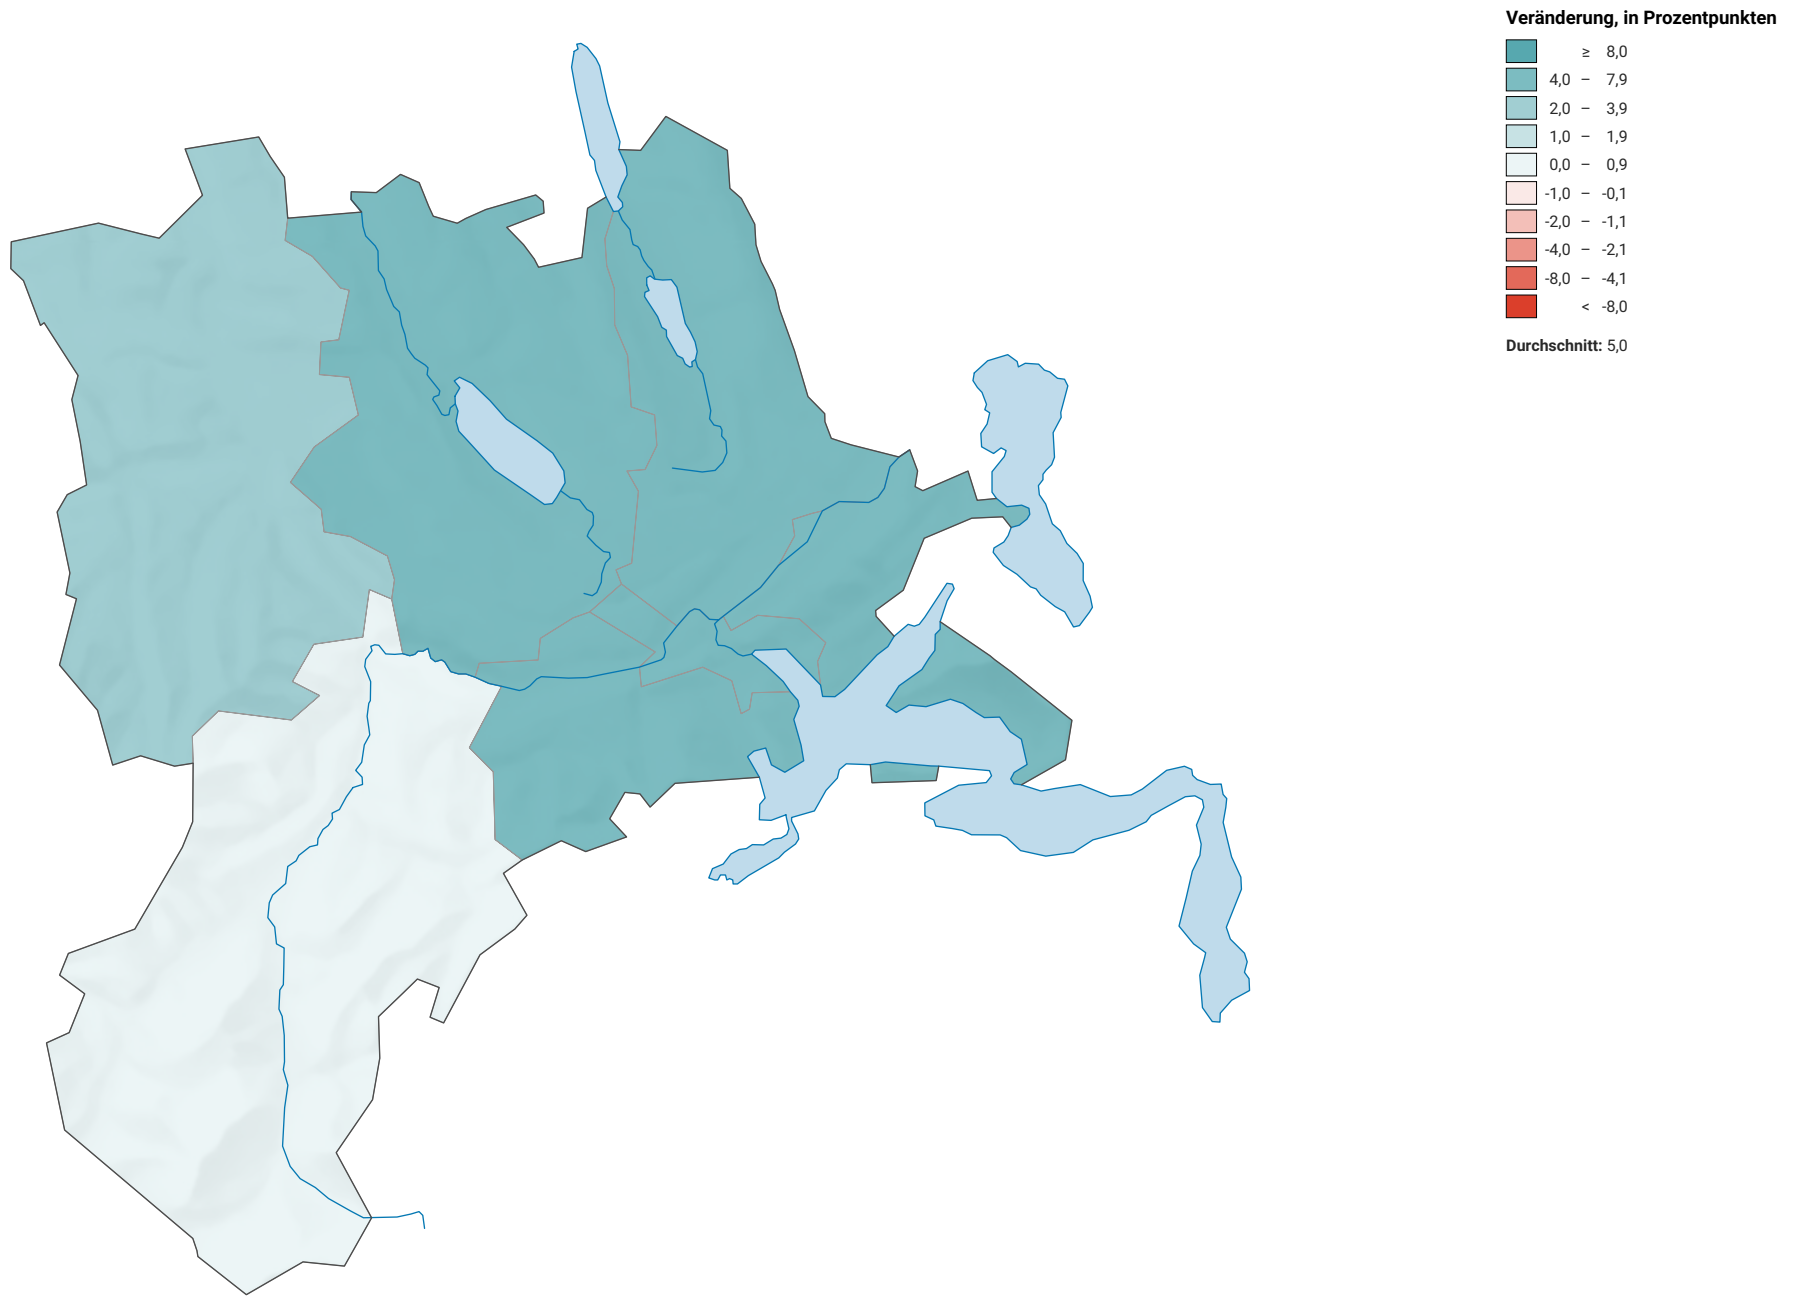 Veränderung, in Prozentpunkten
≥ 8,0
4,0 – 7,9
2,0 – 3,9
1,0 – 1,9
0,0 – 0,9
-1,0 – -0,1
-2,0 – -1,1
-4,0 – -2,1
-8,0 – -4,1
< -8,0
Durchschnitt: 5,0